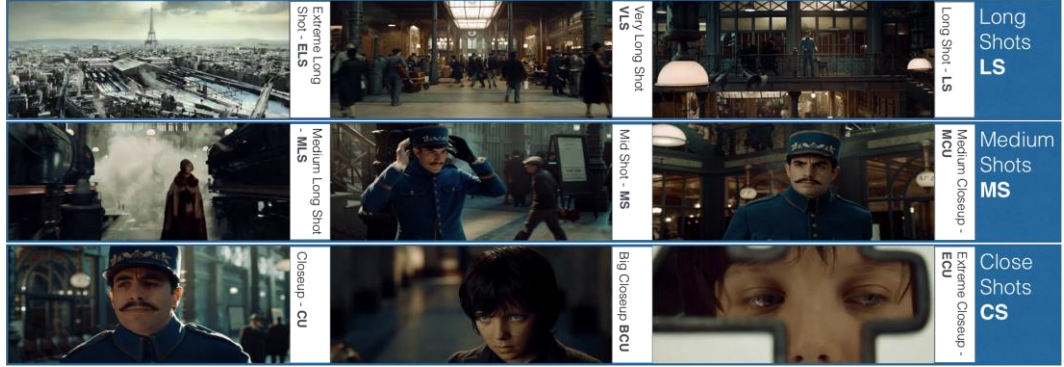 Extreme Long
Shot - ELS
Very Long Shot
VLS
Long Shot - LS
Long
Shots
LS
Medium Long Shot
- MLS
Mid Shot - MS
Medium Closeup -
MCU
Medium
Shots
MS
Closeup - CU
Big Closeup BCU
Extreme Closeup -
ECU
Close
Shots
CS